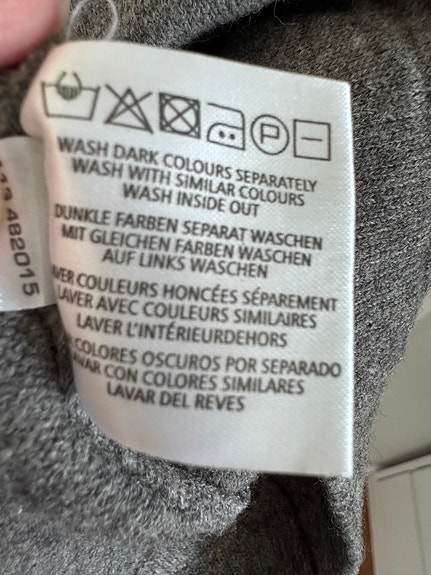 P
WASH DARK COLOURS SEPARATELY
WASH WITH SIMILAR COLOURS
WASH INSIDE OUT
DUNKLE FARBEN SEPARAT WASCHEN
MIT GLEICHEN FARBEN WASCHEN
AUF LINKS WASCHEN
VER COULEURS HONCÉES SÉPAREMENT
LAVER AVEC COULEURS SIMILAIRES
LAVER L'INTÉRIEURDEHORS
COLORES OSCUROS POR SEPARADO
VAR CON COLORES SIMILARES
LAVAR DEL REVES
482015